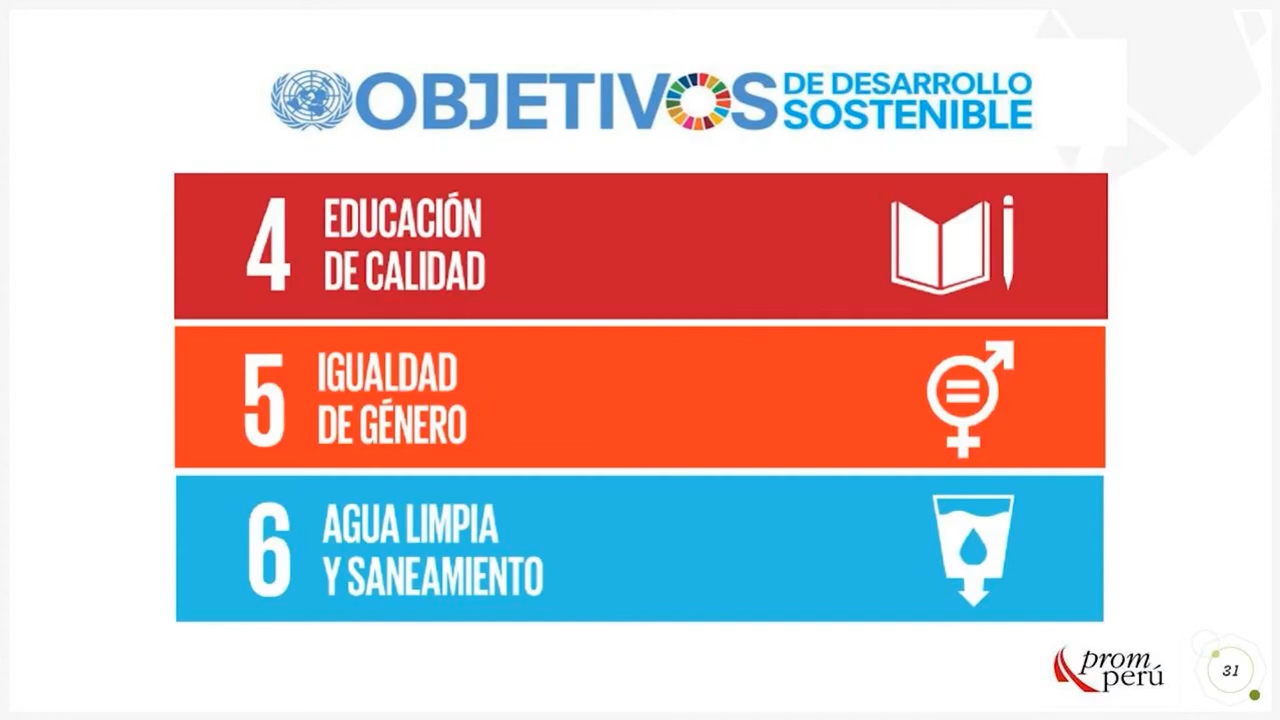 OBJETIVOS DE DESARROLLO
SOSTENIBLE
4 EDUCACIÓN
DE CALIDAD
5 IGUALDAD
DE GÉNERO
6 AGUA LIMPIA
Y SANEAMIENTO
prom
perú
31